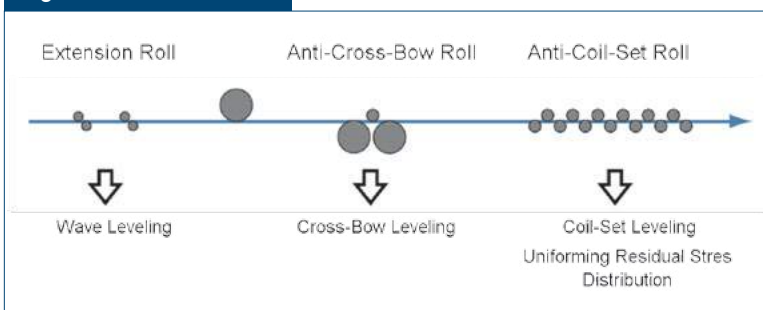 Extension Roll
Anti-Cross-Bow Roll
Anti-Coil-Set Roll
Wave Leveling
Cross-Bow Leveling
Coil-Set Leveling
Uniforming Residual Stres
Distribution